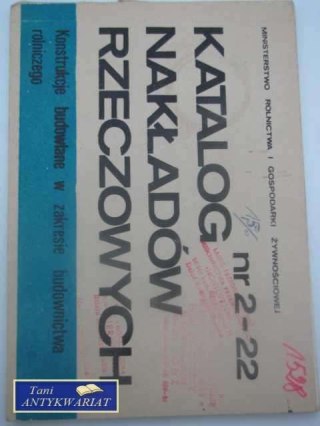 MINISTERSTWO ROLNICTWA I GOSPODARKI ŻYWNOŚCIOWEJ
KATALOG nr 2-22
NAKŁADÓW
RZECZOWYCH
Konstrukcje budowlane w zakresie budownictwa
rolniczego
Tani
ANTYKWARIAT